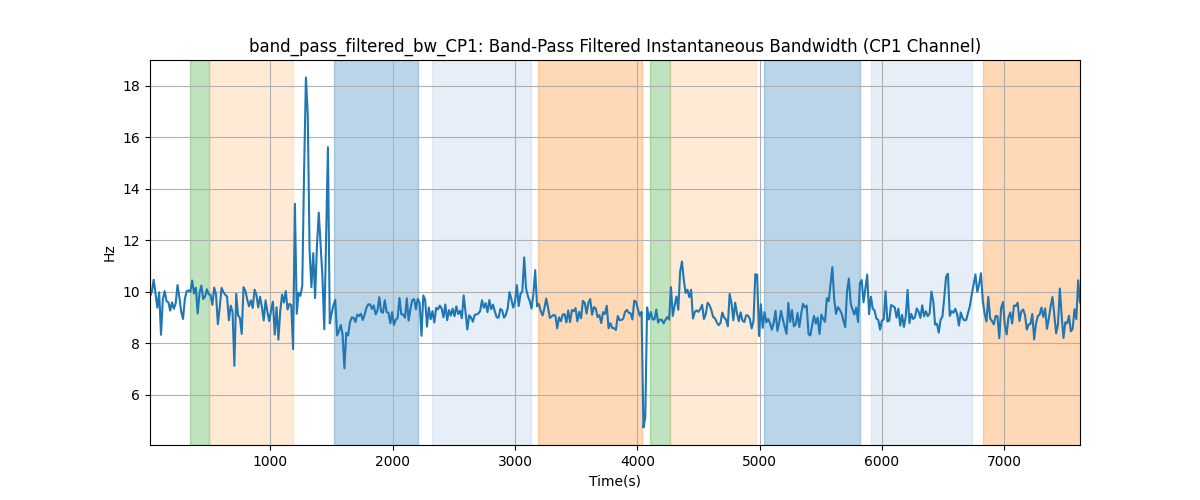 band_pass_filtered_bw_CP1: Band-Pass Filtered Instantaneous Bandwidth (CP1 Channel)
18
16
14
12
10
8
6
Hz
1000 2000 3000 4000 5000 6000 7000
Time(s)